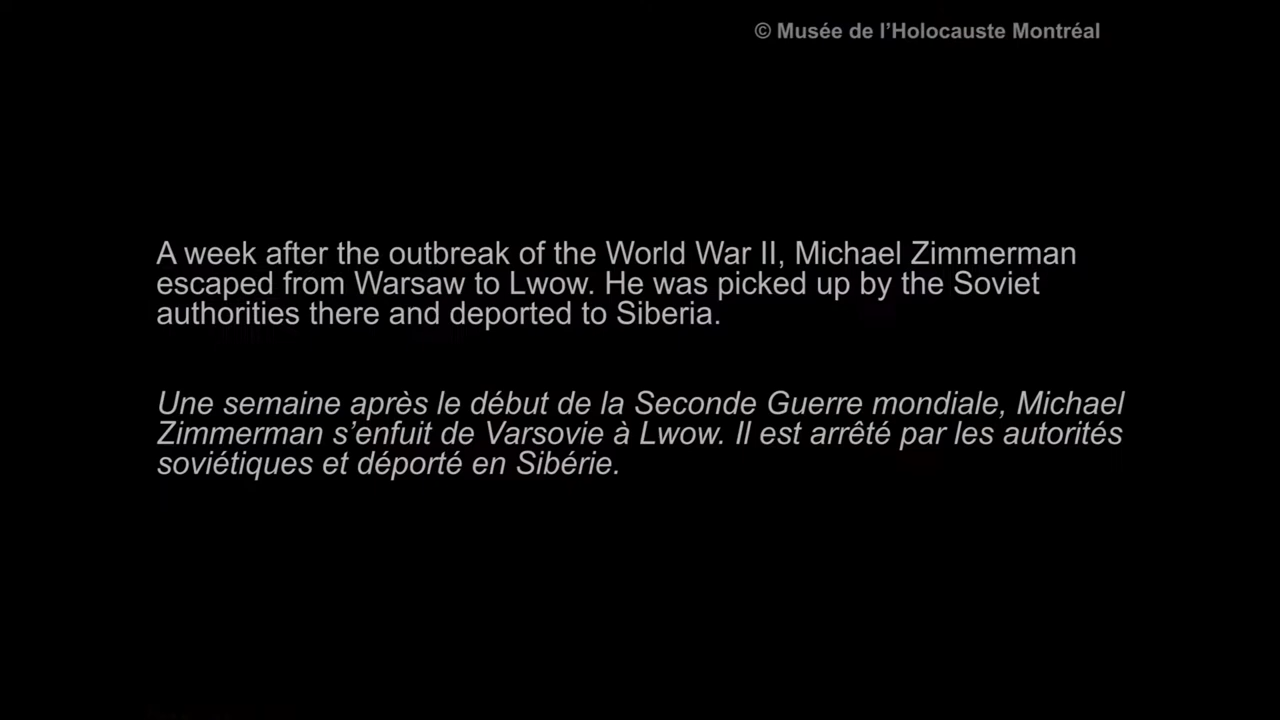 © Musée de l’Holocauste Montréal
A week after the outbreak of the World War II, Michael Zimmerman
escaped from Warsaw to Lwow. He was picked up by the Soviet
authorities there and deported to Siberia.
Une semaine après le début de la Seconde Guerre mondiale, Michael
Zimmerman s’enfuit de Varsovie à Lwow. Il est arrêté par les autorités
soviétiques et déporté en Sibérie.